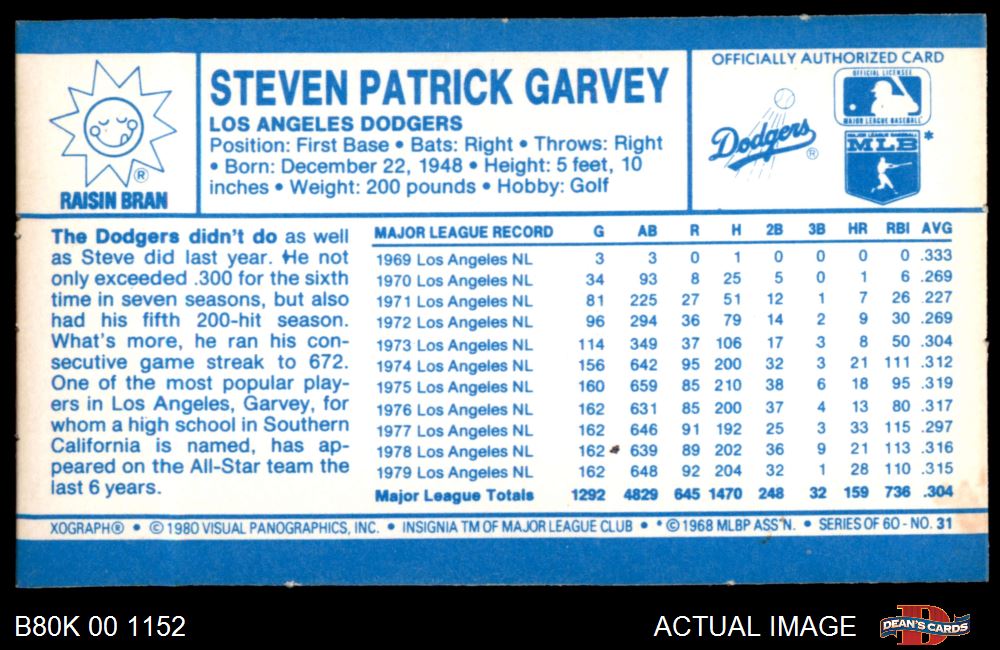 RAISIN BRAN
®
STEVEN PATRICK GARVEY
LOS ANGELES DODGERS
Position: First Base • Bats: Right • Throws: Right
• Born: December 22, 1948 • Height: 5 feet, 10
inches • Weight: 200 pounds • Hobby: Golf
OFFICIALLY AUTHORIZED CARD
Dodgers ®
OFFICIAL LICENSEE
MAJOR LEAGUE BASEBALL
MAJOR LEAGUE BASEBALL
MLB *
The Dodgers didn't do as well
as Steve did last year. He not
only exceeded .300 for the sixth
time in seven seasons, but also
had his fifth 200-hit season.
What's more, he ran his con-
secutive game streak to 672.
One of the most popular play-
ers in Los Angeles, Garvey, for
whom a high school in Southern
California is named, has ap-
peared on the All-Star team the
last 6 years.
MAJOR LEAGUE RECORD G AB R H 2B 3B HR RBI AVG
1969 Los Angeles NL 3 3 0 1 0 0 0 0 .333
1970 Los Angeles NL 34 93 8 25 5 0 1 6 .269
1971 Los Angeles NL 81 225 27 51 12 1 7 26 .227
1972 Los Angeles NL 96 294 36 79 14 2 9 30 .269
1973 Los Angeles NL 114 349 37 106 17 3 8 50 .304
1974 Los Angeles NL 156 642 95 200 32 3 21 111 .312
1975 Los Angeles NL 160 659 85 210 38 6 18 95 .319
1976 Los Angeles NL 162 631 85 200 37 4 13 80 .317
1977 Los Angeles NL 162 646 91 192 25 3 33 115 .297
1978 Los Angeles NL 162 639 89 202 36 9 21 113 .316
1979 Los Angeles NL 162 648 92 204 32 1 28 110 .315
Major League Totals 1292 4829 645 1470 248 32 159 736 .304
XOGRAPH® • © 1980 VISUAL PANOGRAPHICS, INC. • INSIGNIA TM OF MAJOR LEAGUE CLUB • * © 1968 MLBP ASS'N. • SERIES OF 60 - NO. 31
B80K 00 1152
ACTUAL IMAGE
D
DEAN'S CARDS